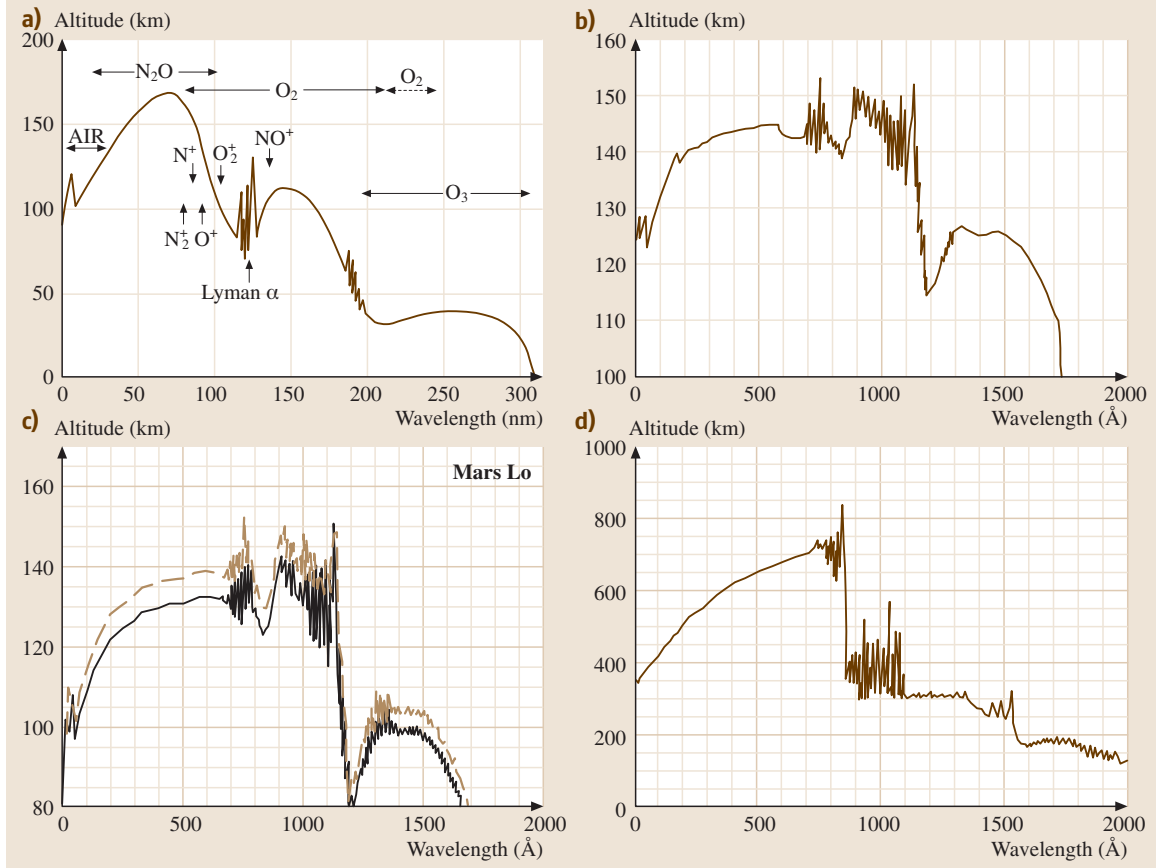 a) Altitude (km)
200
150
100
50
0
N₂O
O₂
O₂
AIR
N⁺
O₂⁺
NO⁺
O₃
N₂⁺ O⁺
Lyman α
0 50 100 150 200 250 300
Wavelength (nm)
b) Altitude (km)
160
150
140
130
120
110
100
0 500 1000 1500 2000
Wavelength (Å)
c) Altitude (km)
Mars Lo
160
140
120
100
80
0 500 1000 1500 2000
Wavelength (Å)
d) Altitude (km)
1000
800
600
400
200
0
0 500 1000 1500 2000
Wavelength (Å)